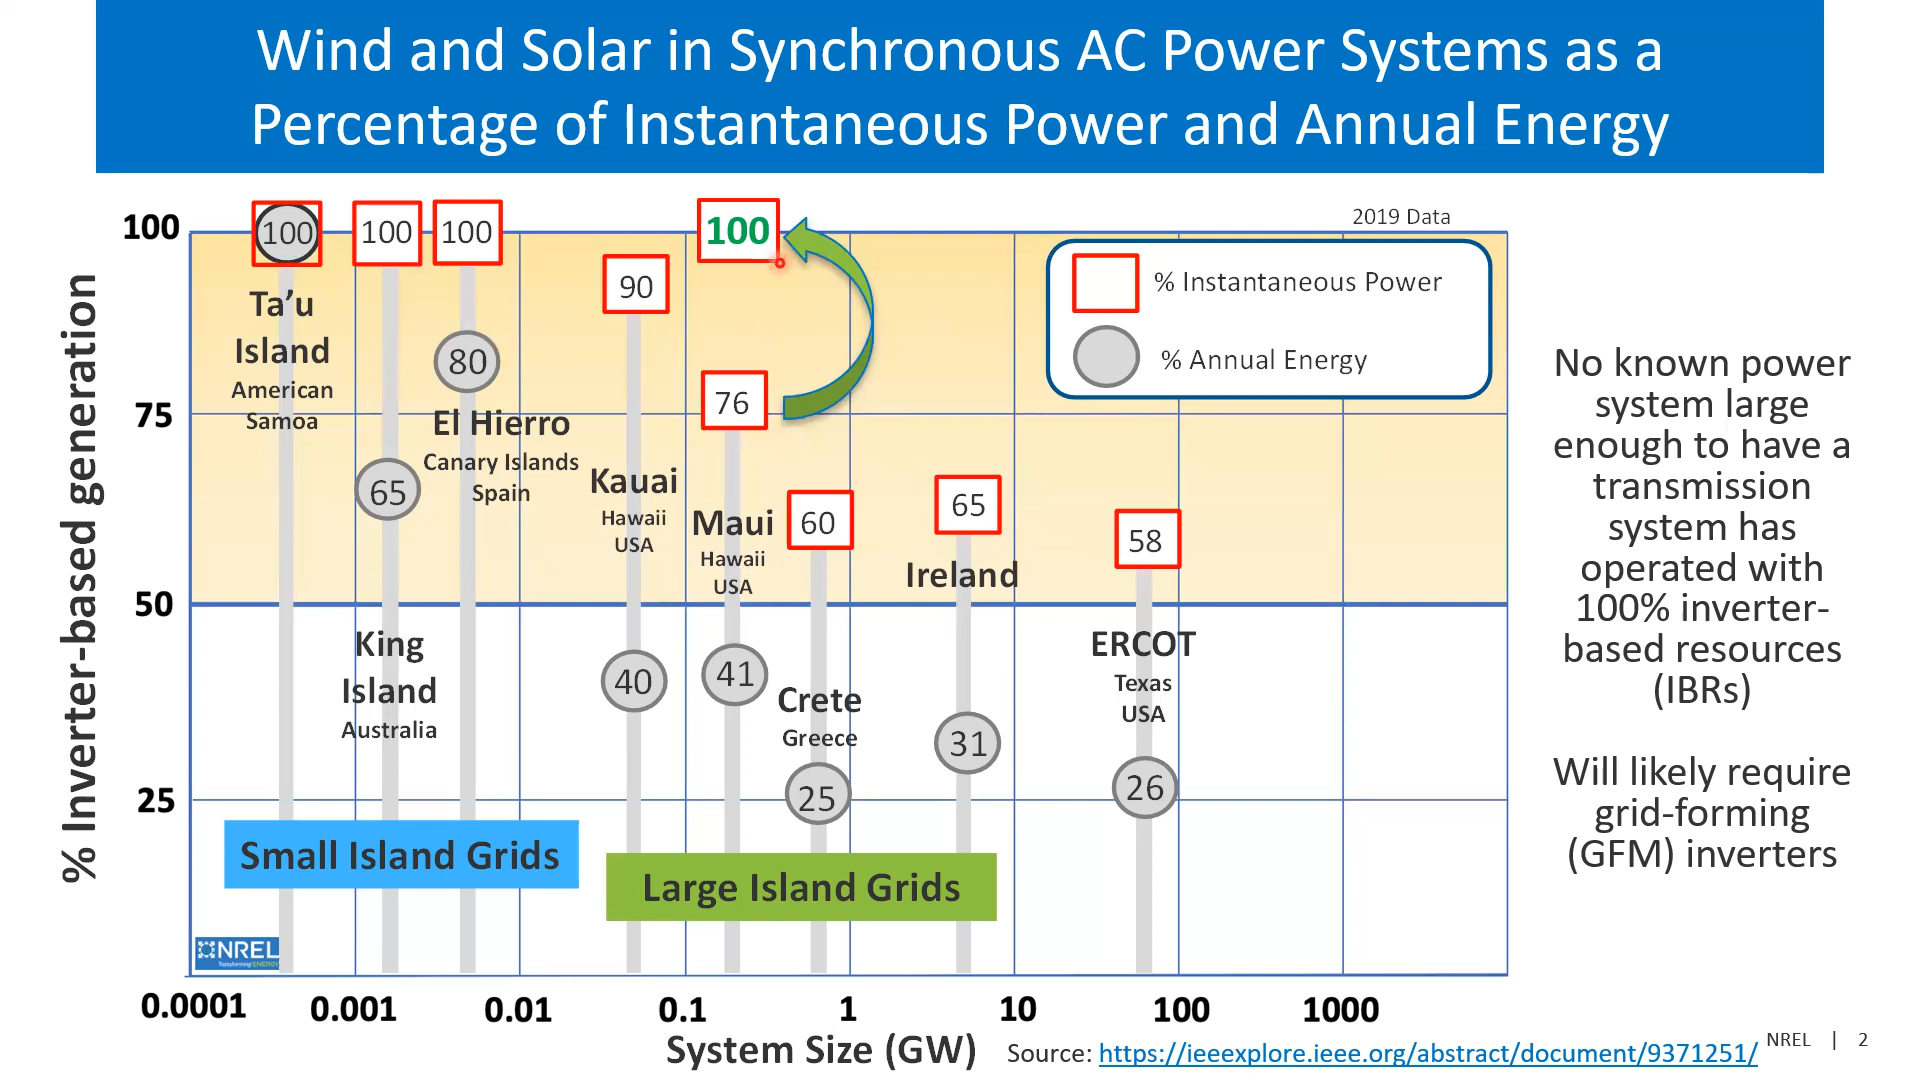 Wind and Solar in Synchronous AC Power Systems as a
Percentage of Instantaneous Power and Annual Energy
2019 Data
% Instantaneous Power
% Annual Energy
% Inverter-based generation
100
75
50
25
100
Ta’u
Island
American
Samoa
100
65
King
Island
Australia
100
80
El Hierro
Canary Islands
Spain
90
Kauai
Hawaii
USA
40
100
76
Maui
Hawaii
USA
41
60
Crete
Greece
25
65
Ireland
31
58
ERCOT
Texas
USA
26
Small Island Grids
Large Island Grids
NREL
Transforming ENERGY
0.0001
0.001
0.01
0.1
1
10
100
1000
System Size (GW)
No known power
system large
enough to have a
transmission
system has
operated with
100% inverter-
based resources
(IBRs)
Will likely require
grid-forming
(GFM) inverters
Source: https://ieeexplore.ieee.org/abstract/document/9371251/
NREL | 2